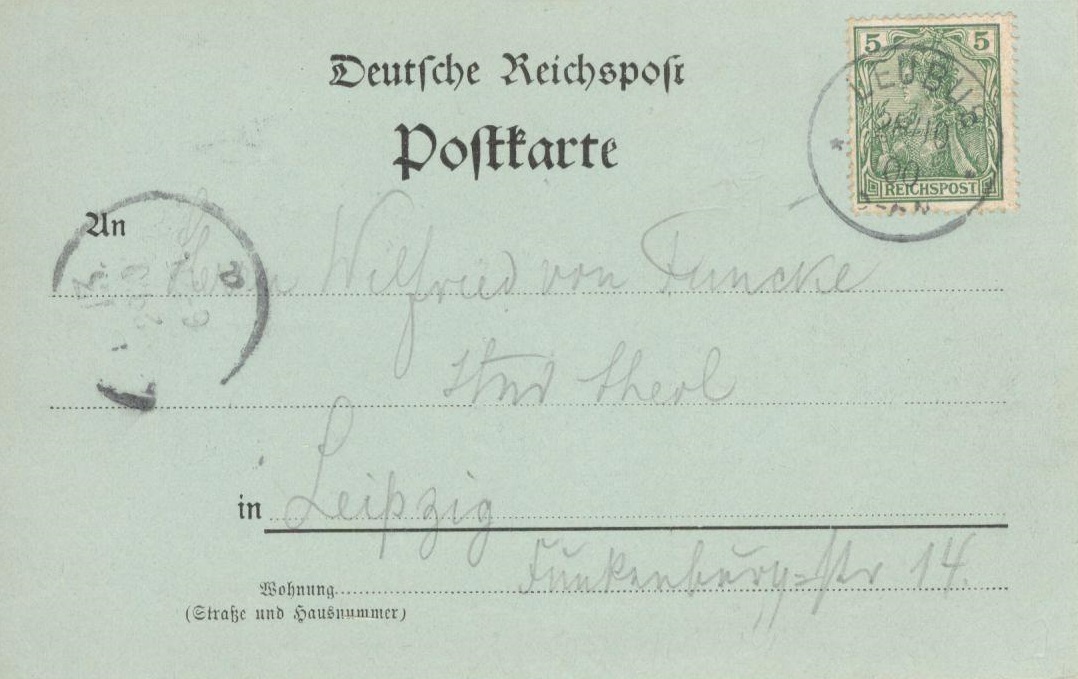 5 5
Deutsche Reichspost
REICHSPOST
Postkarte
An Herrn Wilfried von Funcke
stud theol
in Leipzig
Funkenburg=str 14.
Wohnung
(Straße und Hausnummer)